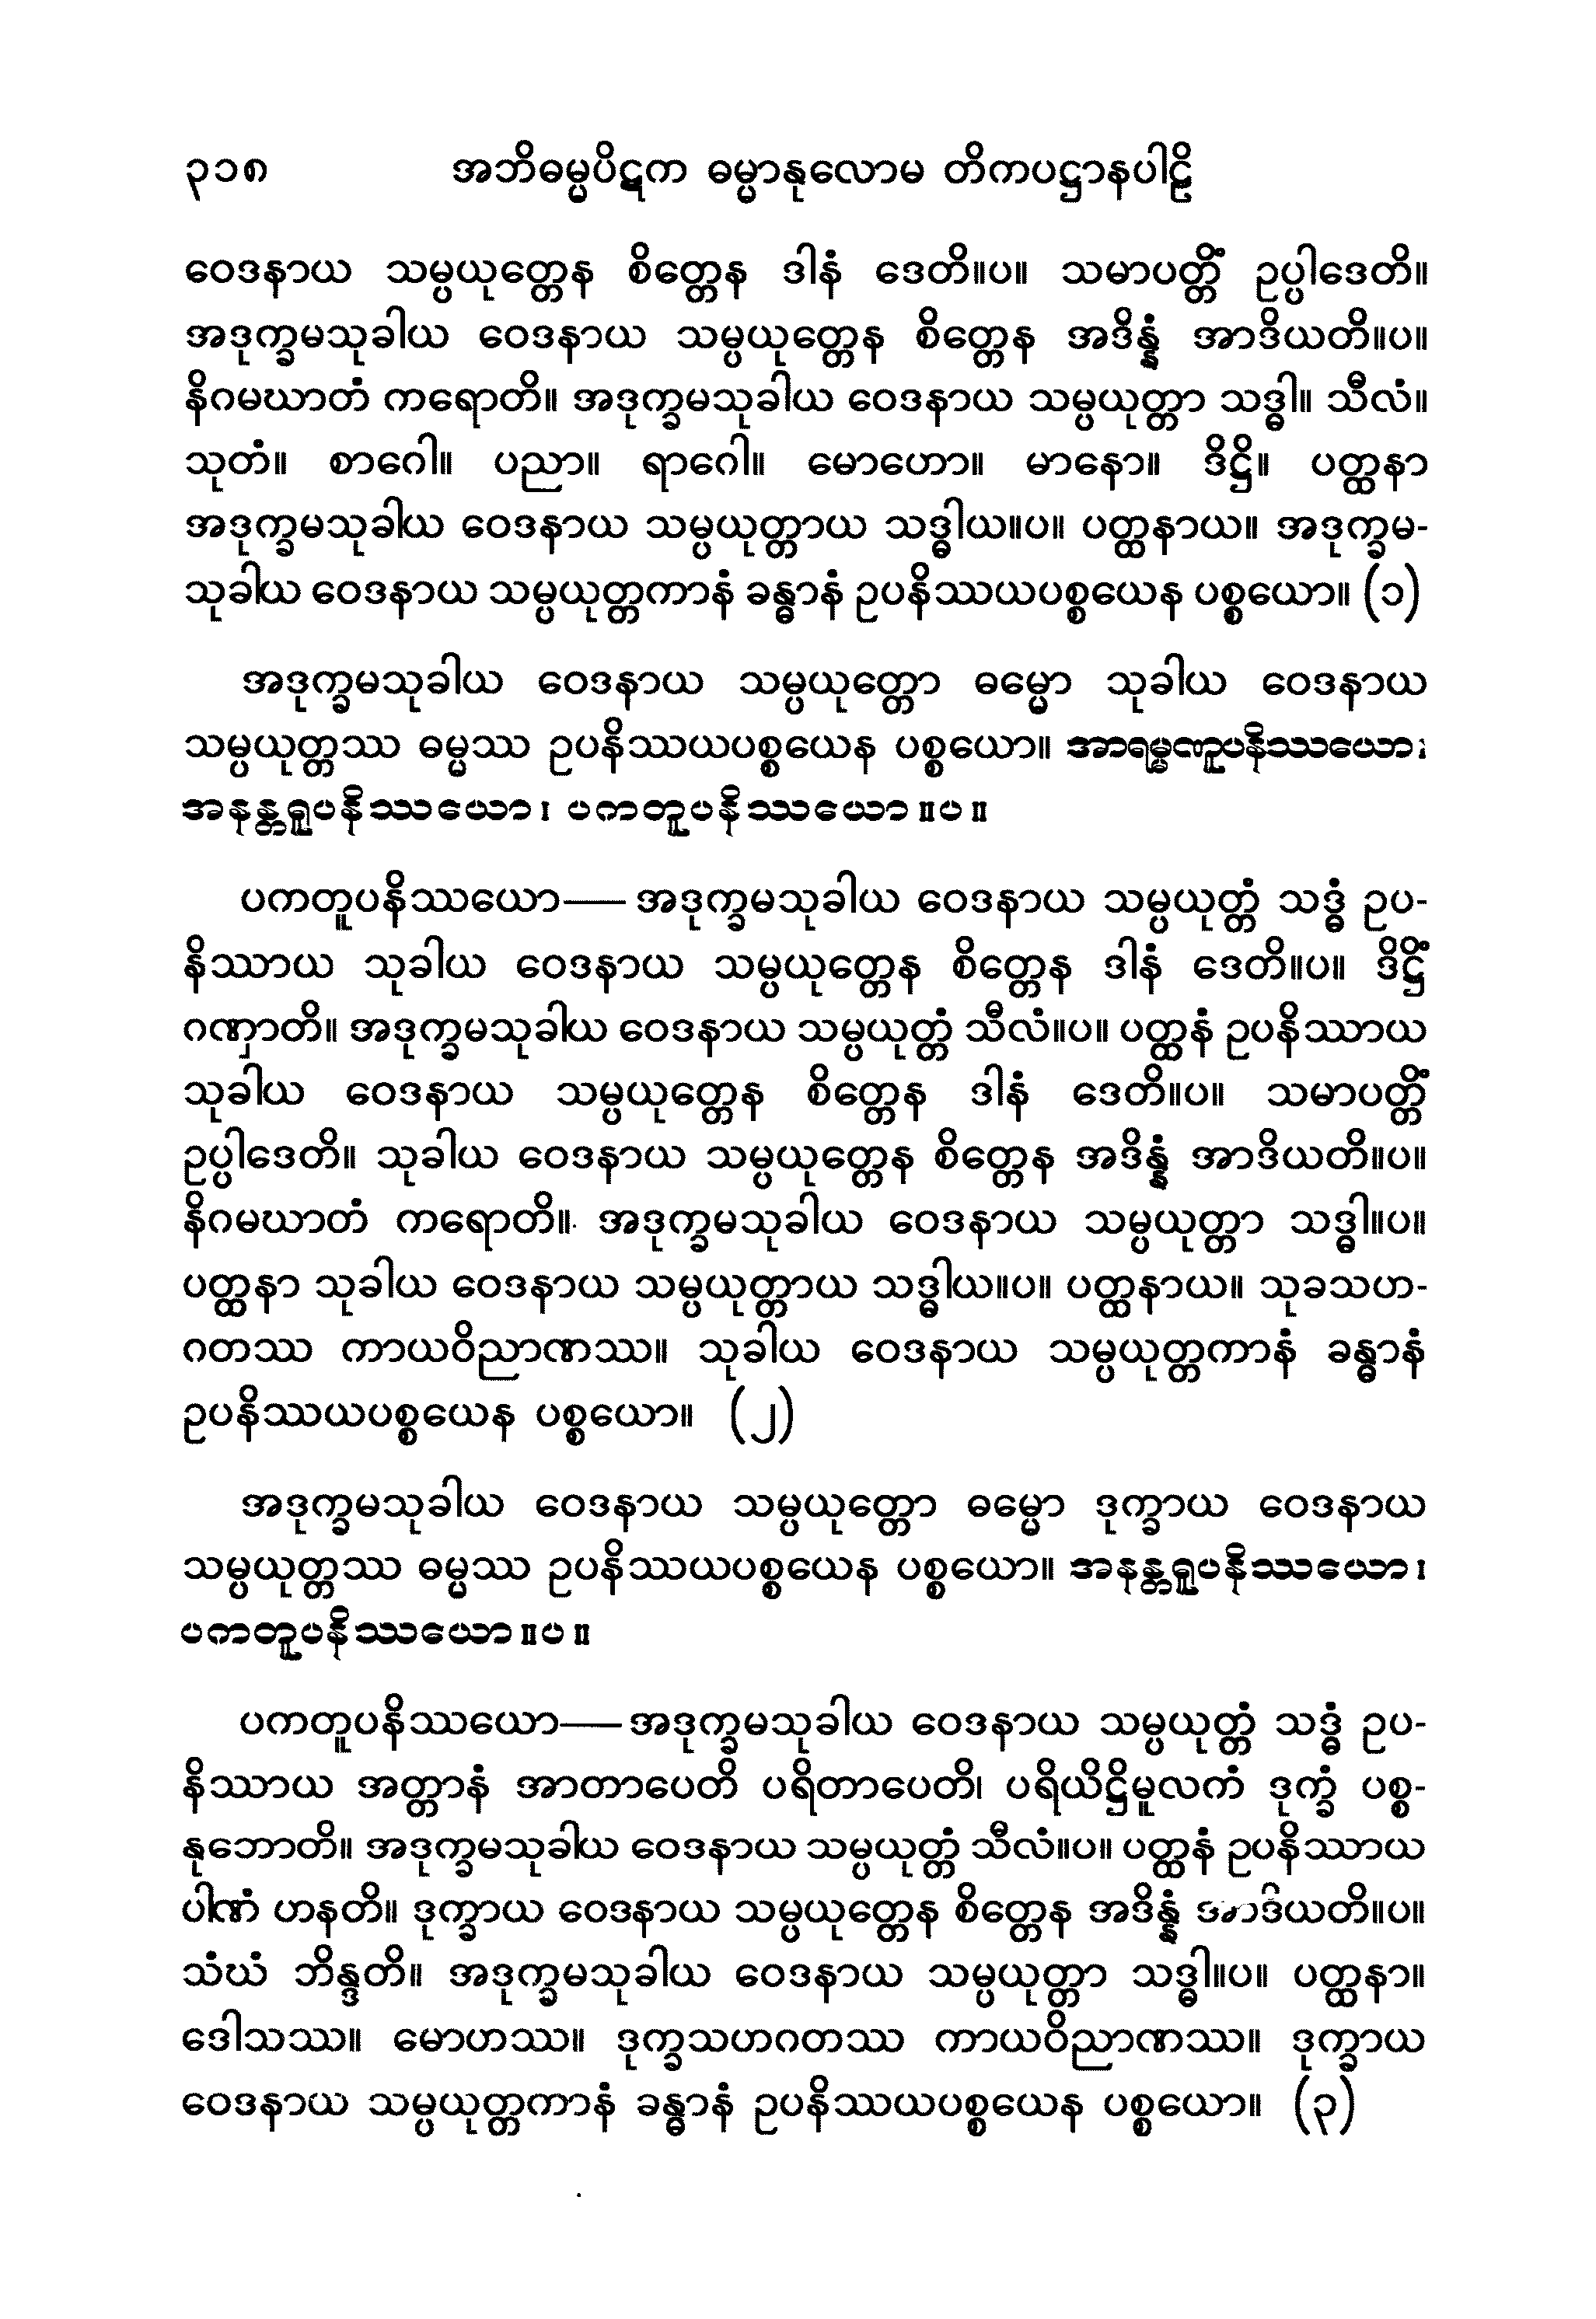 ၃၁၈ အဘိဓမ္မပိဋက ဓမ္မာနုလောမ တိကပဋ္ဌာနပါဠိ
ဝေဒနာယ သမ္ပယုတ္တေန စိတ္တေန ဒါနံ ဒေတိ။ပ။ သမာပတ္တိံ ဥပ္ပါဒေတိ။
အဒုက္ခမသုခါယ ဝေဒနာယ သမ္ပယုတ္တေန စိတ္တေန အဒိန္နံ အာဒိယတိ။ပ။
နိဂမဃာတံ ကရောတိ။ အဒုက္ခမသုခါယ ဝေဒနာယ သမ္ပယုတ္တာ သဒ္ဓါ။ သီလံ။
သုတံ။ စာဂေါ။ ပညာ။ ရာဂေါ။ မောဟော။ မာနော။ ဒိဋ္ဌိ။ ပတ္ထနာ
အဒုက္ခမသုခါယ ဝေဒနာယ သမ္ပယုတ္တာယ သဒ္ဓါယ။ပ။ ပတ္ထနာယ။ အဒုက္ခမ-
သုခါယ ဝေဒနာယ သမ္ပယုတ္တကာနံ ခန္ဓာနံ ဥပနိဿယပစ္စယေန ပစ္စယော။ (၁)
အဒုက္ခမသုခါယ ဝေဒနာယ သမ္ပယုတ္တော ဓမ္မော သုခါယ ဝေဒနာယ
သမ္ပယုတ္တဿ ဓမ္မဿ ဥပနိဿယပစ္စယေန ပစ္စယော။ အာရမ္မဏူပနိဿယော၊
အနန္တရူပနိဿယော၊ ပကတူပနိဿယော။ပ။
ပကတူပနိဿယော—အဒုက္ခမသုခါယ ဝေဒနာယ သမ္ပယုတ္တံ သဒ္ဓံ ဥပ-
နိဿာယ သုခါယ ဝေဒနာယ သမ္ပယုတ္တေန စိတ္တေန ဒါနံ ဒေတိ။ပ။ ဒိဋ္ဌိံ
ဂဏှာတိ။ အဒုက္ခမသုခါယ ဝေဒနာယ သမ္ပယုတ္တံ သီလံ။ပ။ ပတ္ထနံ ဥပနိဿာယ
သုခါယ ဝေဒနာယ သမ္ပယုတ္တေန စိတ္တေန ဒါနံ ဒေတိ။ပ။ သမာပတ္တိံ
ဥပ္ပါဒေတိ။ သုခါယ ဝေဒနာယ သမ္ပယုတ္တေန စိတ္တေန အဒိန္နံ အာဒိယတိ။ပ။
နိဂမဃာတံ ကရောတိ။ အဒုက္ခမသုခါယ ဝေဒနာယ သမ္ပယုတ္တာ သဒ္ဓါ။ပ။
ပတ္ထနာ သုခါယ ဝေဒနာယ သမ္ပယုတ္တာယ သဒ္ဓါယ။ပ။ ပတ္ထနာယ။ သုခသဟ-
ဂတဿ ကာယဝိညာဏဿ။ သုခါယ ဝေဒနာယ သမ္ပယုတ္တကာနံ ခန္ဓာနံ
ဥပနိဿယပစ္စယေန ပစ္စယော။ (၂)
အဒုက္ခမသုခါယ ဝေဒနာယ သမ္ပယုတ္တော ဓမ္မော ဒုက္ခာယ ဝေဒနာယ
သမ္ပယုတ္တဿ ဓမ္မဿ ဥပနိဿယပစ္စယေန ပစ္စယော။ အနန္တရူပနိဿယော၊
ပကတူပနိဿယော။ပ။
ပကတူပနိဿယော—အဒုက္ခမသုခါယ ဝေဒနာယ သမ္ပယုတ္တံ သဒ္ဓံ ဥပ-
နိဿာယ အတ္တာနံ အာတာပေတိ ပရိတာပေတိ၊ ပရိယိဋ္ဌိမူလကံ ဒုက္ခံ ပစ္စ-
နုဘောတိ။ အဒုက္ခမသုခါယ ဝေဒနာယ သမ္ပယုတ္တံ သီလံ။ပ။ ပတ္ထနံ ဥပနိဿာယ
ပါဏံ ဟနတိ။ ဒုက္ခာယ ဝေဒနာယ သမ္ပယုတ္တေန စိတ္တေန အဒိန္နံ အာဒိယတိ။ပ။
သံဃံ ဘိန္ဒတိ။ အဒုက္ခမသုခါယ ဝေဒနာယ သမ္ပယုတ္တာ သဒ္ဓါ။ပ။ ပတ္ထနာ။
ဒေါသဿ။ မောဟဿ။ ဒုက္ခသဟဂတဿ ကာယဝိညာဏဿ။ ဒုက္ခာယ
ဝေဒနာယ သမ္ပယုတ္တကာနံ ခန္ဓာနံ ဥပနိဿယပစ္စယေန ပစ္စယော။ (၃)